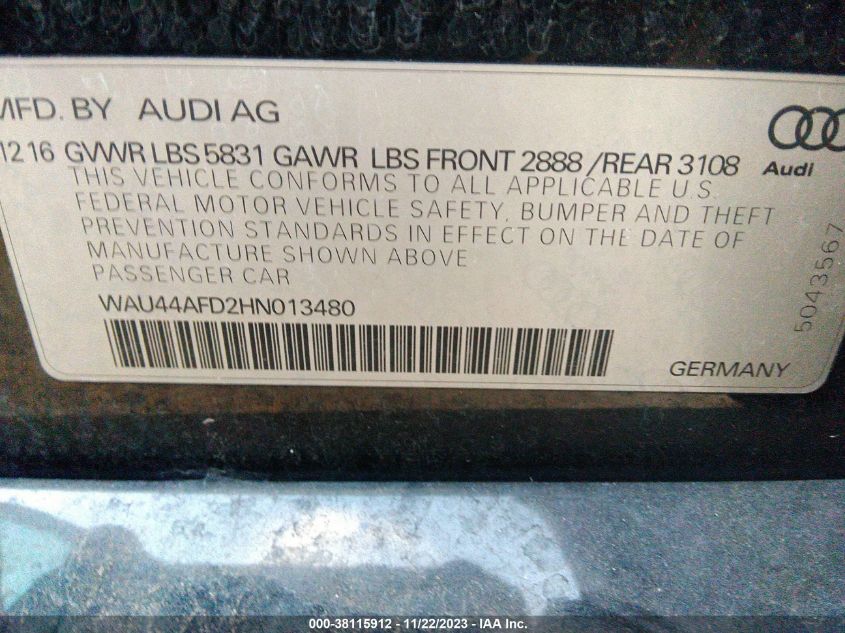 MFD. BY AUDI AG
12 16 GVWR LBS 5831 GAWR LBS FRONT 2888 /REAR 3108
Audi
THIS VEHICLE CONFORMS TO ALL APPLICABLE U.S.
FEDERAL MOTOR VEHICLE SAFETY, BUMPER AND THEFT
PREVENTION STANDARDS IN EFFECT ON THE DATE OF
MANUFACTURE SHOWN ABOVE
PASSENGER CAR
WAU44AFD2HN013480
GERMANY
5043567
000-38115912 - 11/22/2023 - IAA Inc.